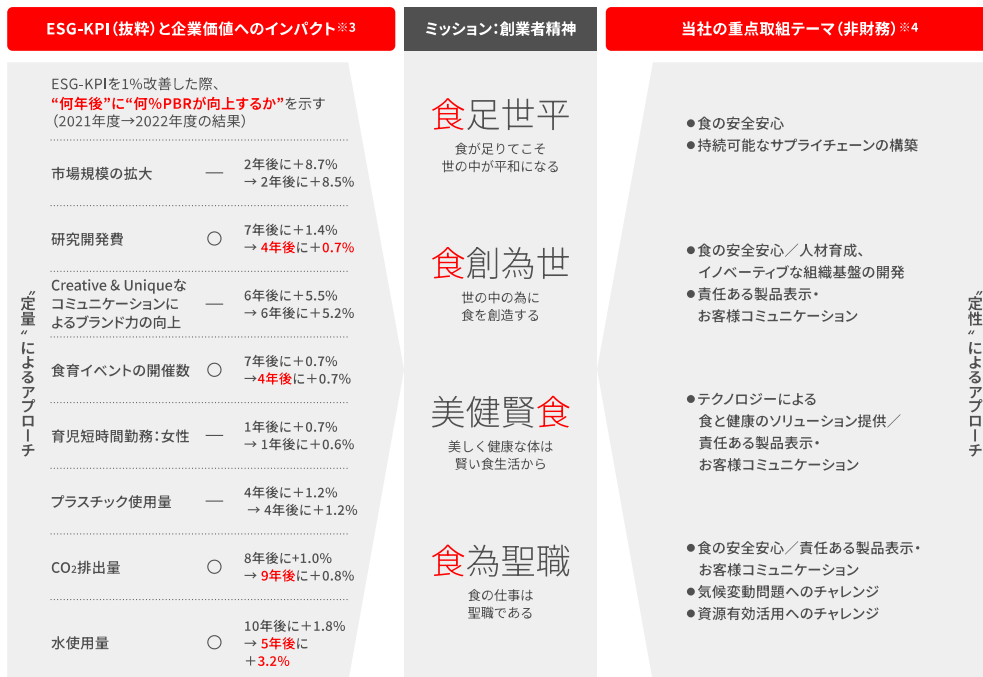 ESG-KPI（抜粋）と企業価値へのインパクト※3
ESG-KPIを1%改善した際、
“何年後”に“何％PBRが向上するか”を示す
（2021年度→2022年度の結果）
市場規模の拡大 — 2年後に＋8.7%
→ 2年後に＋8.5%
研究開発費 ○ 7年後に＋1.4%
→ 4年後に＋0.7%
Creative & Uniqueな
コミュニケーションに
よるブランド力の向上
— 6年後に＋5.5%
→ 6年後に＋5.2%
食育イベントの開催数 ○ 7年後に＋0.7%
→4年後に＋0.7%
育児短時間勤務：女性 — 1年後に＋0.7%
→ 1年後に＋0.6%
プラスチック使用量 — 4年後に＋1.2%
→ 4年後に＋1.2%
CO₂排出量 ○ 8年後に+1.0%
→ 9年後に＋0.8%
水使用量 ○ 10年後に＋1.8%
→ 5年後に
＋3.2%
“定量“によるアプローチ
ミッション：創業者精神
食足世平
食が足りてこそ
世の中が平和になる
食創為世
世の中の為に
食を創造する
美健賢食
美しく健康な体は
賢い食生活から
食為聖職
食の仕事は
聖職である
当社の重点取組テーマ（非財務）※4
●食の安全安心
●持続可能なサプライチェーンの構築
●食の安全安心／人材育成、
イノベーティブな組織基盤の開発
●責任ある製品表示・
お客様コミュニケーション
●テクノロジーによる
食と健康のソリューション提供／
責任ある製品表示・
お客様コミュニケーション
●食の安全安心／責任ある製品表示・
お客様コミュニケーション
●気候変動問題へのチャレンジ
●資源有効活用へのチャレンジ
“定性“によるアプローチ